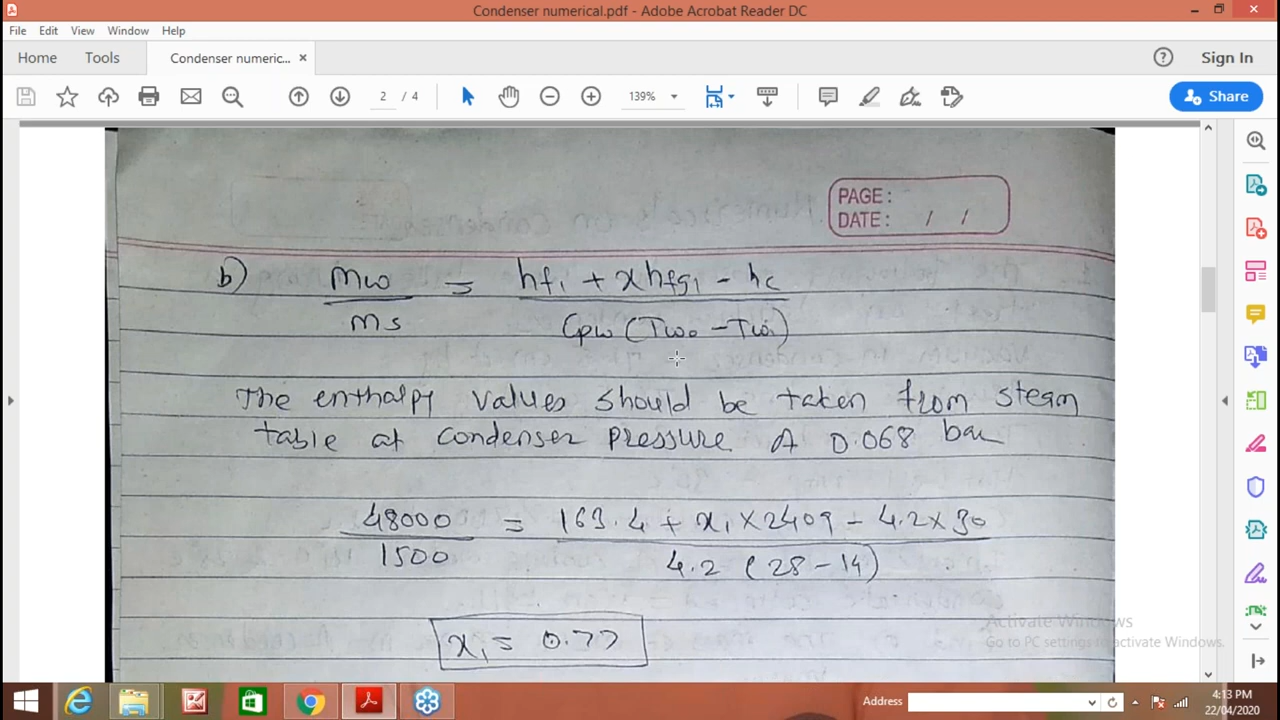 Condenser numerical.pdf - Adobe Acrobat Reader DC
File Edit View Window Help
Home Tools Condenser numeric... × Sign In
2 / 4 139% Share
PAGE:
DATE: / /
b) mw = hf1 + x hfg1 - hc
ms Cpw (Two - Twi)
The enthalpy values should be taken from steam
table at condenser pressure A 0.068 bar
48000 = 163.4 + x1 × 2409 - 4.2 × 30
1500 4.2 (28 - 14)
x1 = 0.77
Activate Windows
Go to PC settings to activate Windows.
Address
4:13 PM
22/04/2020